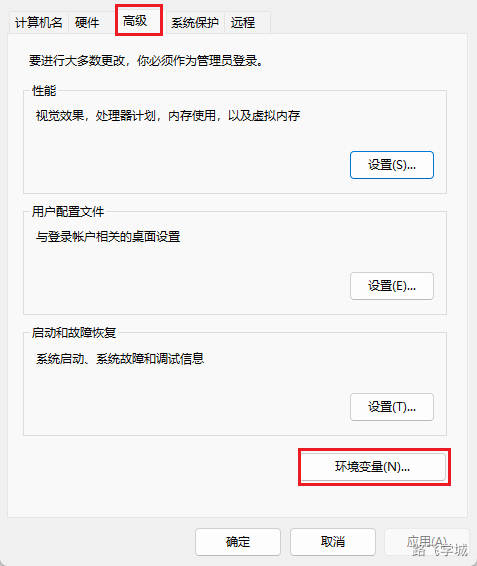 计算机名 硬件 高级 系统保护 远程
要进行大多数更改，你必须作为管理员登录。
性能
视觉效果，处理器计划，内存使用，以及虚拟内存
设置(S)...
用户配置文件
与登录帐户相关的桌面设置
设置(E)...
启动和故障恢复
系统启动、系统故障和调试信息
设置(T)...
环境变量(N)...
确定 取消 应用(A)
路飞学城